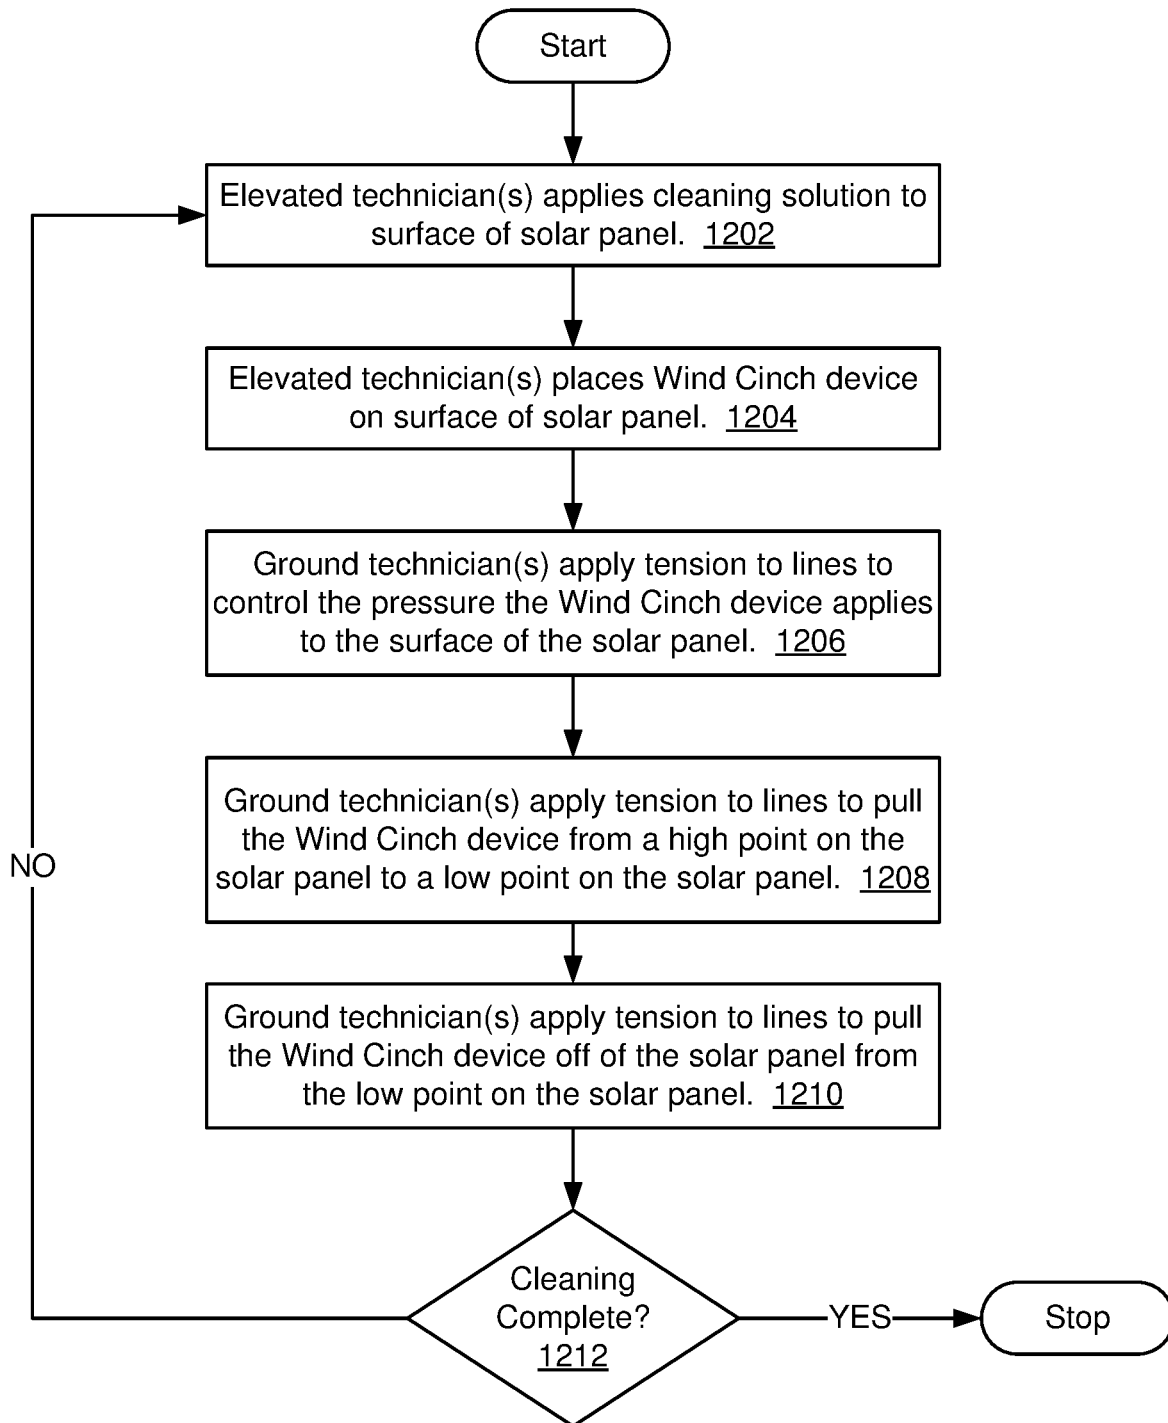 Start
Elevated technician(s) applies cleaning solution to
surface of solar panel. 1202
Elevated technician(s) places Wind Cinch device
on surface of solar panel. 1204
Ground technician(s) apply tension to lines to
control the pressure the Wind Cinch device applies
to the surface of the solar panel. 1206
Ground technician(s) apply tension to lines to pull
the Wind Cinch device from a high point on the
solar panel to a low point on the solar panel. 1208
NO
Ground technician(s) apply tension to lines to pull
the Wind Cinch device off of the solar panel from
the low point on the solar panel. 1210
Cleaning
Complete?
1212
YES
Stop